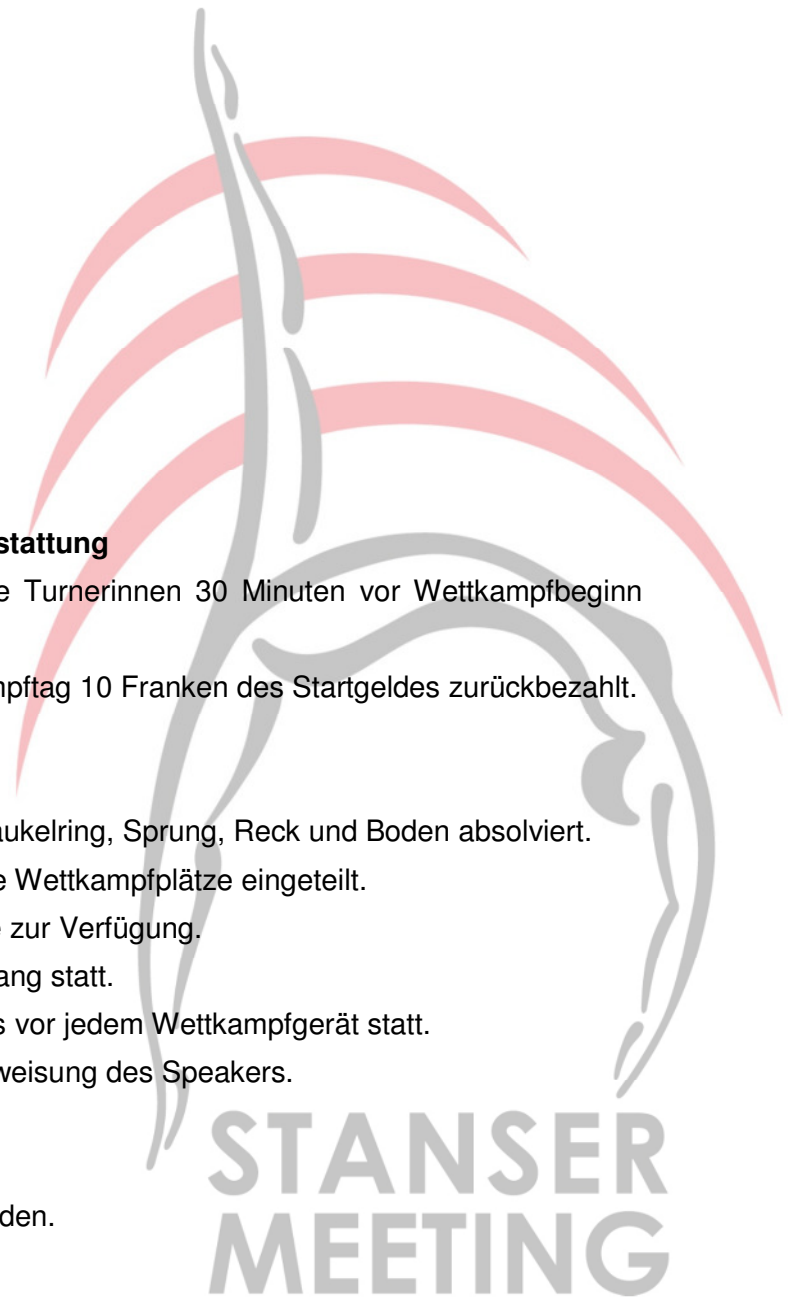 stattung
e Turnerinnen 30 Minuten vor Wettkampfbeginn
pftag 10 Franken des Startgeldes zurückbezahlt.
aukelring, Sprung, Reck und Boden absolviert.
e Wettkampfplätze eingeteilt.
e zur Verfügung.
ang statt.
s vor jedem Wettkampfgerät statt.
weisung des Speakers.
den.
STANSER
MEETING